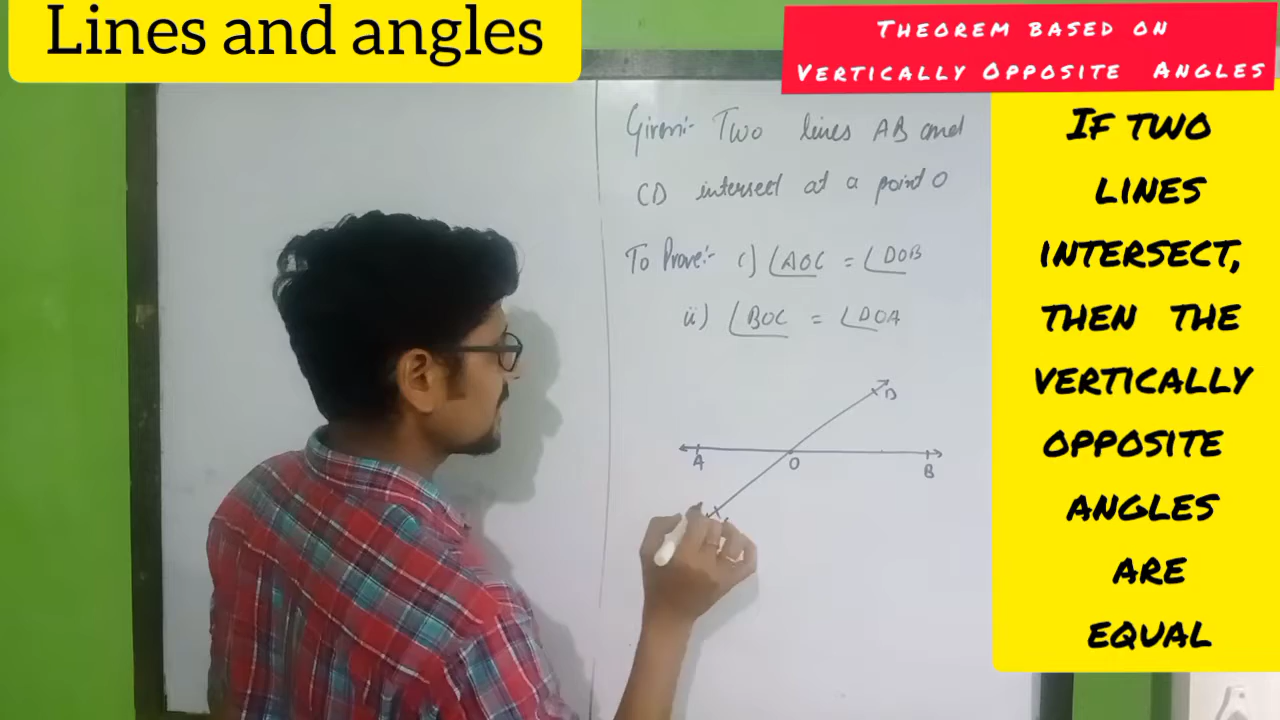 Lines and angles
THEOREM BASED ON
VERTICALLY OPPOSITE ANGLES
Given:- Two lines AB and
CD intersect at a point O
To Prove:- i) ∠AOC = ∠DOB
ii) ∠BOC = ∠DOA
D
A
O
B
IF TWO
LINES
INTERSECT,
THEN THE
VERTICALLY
OPPOSITE
ANGLES
ARE
EQUAL